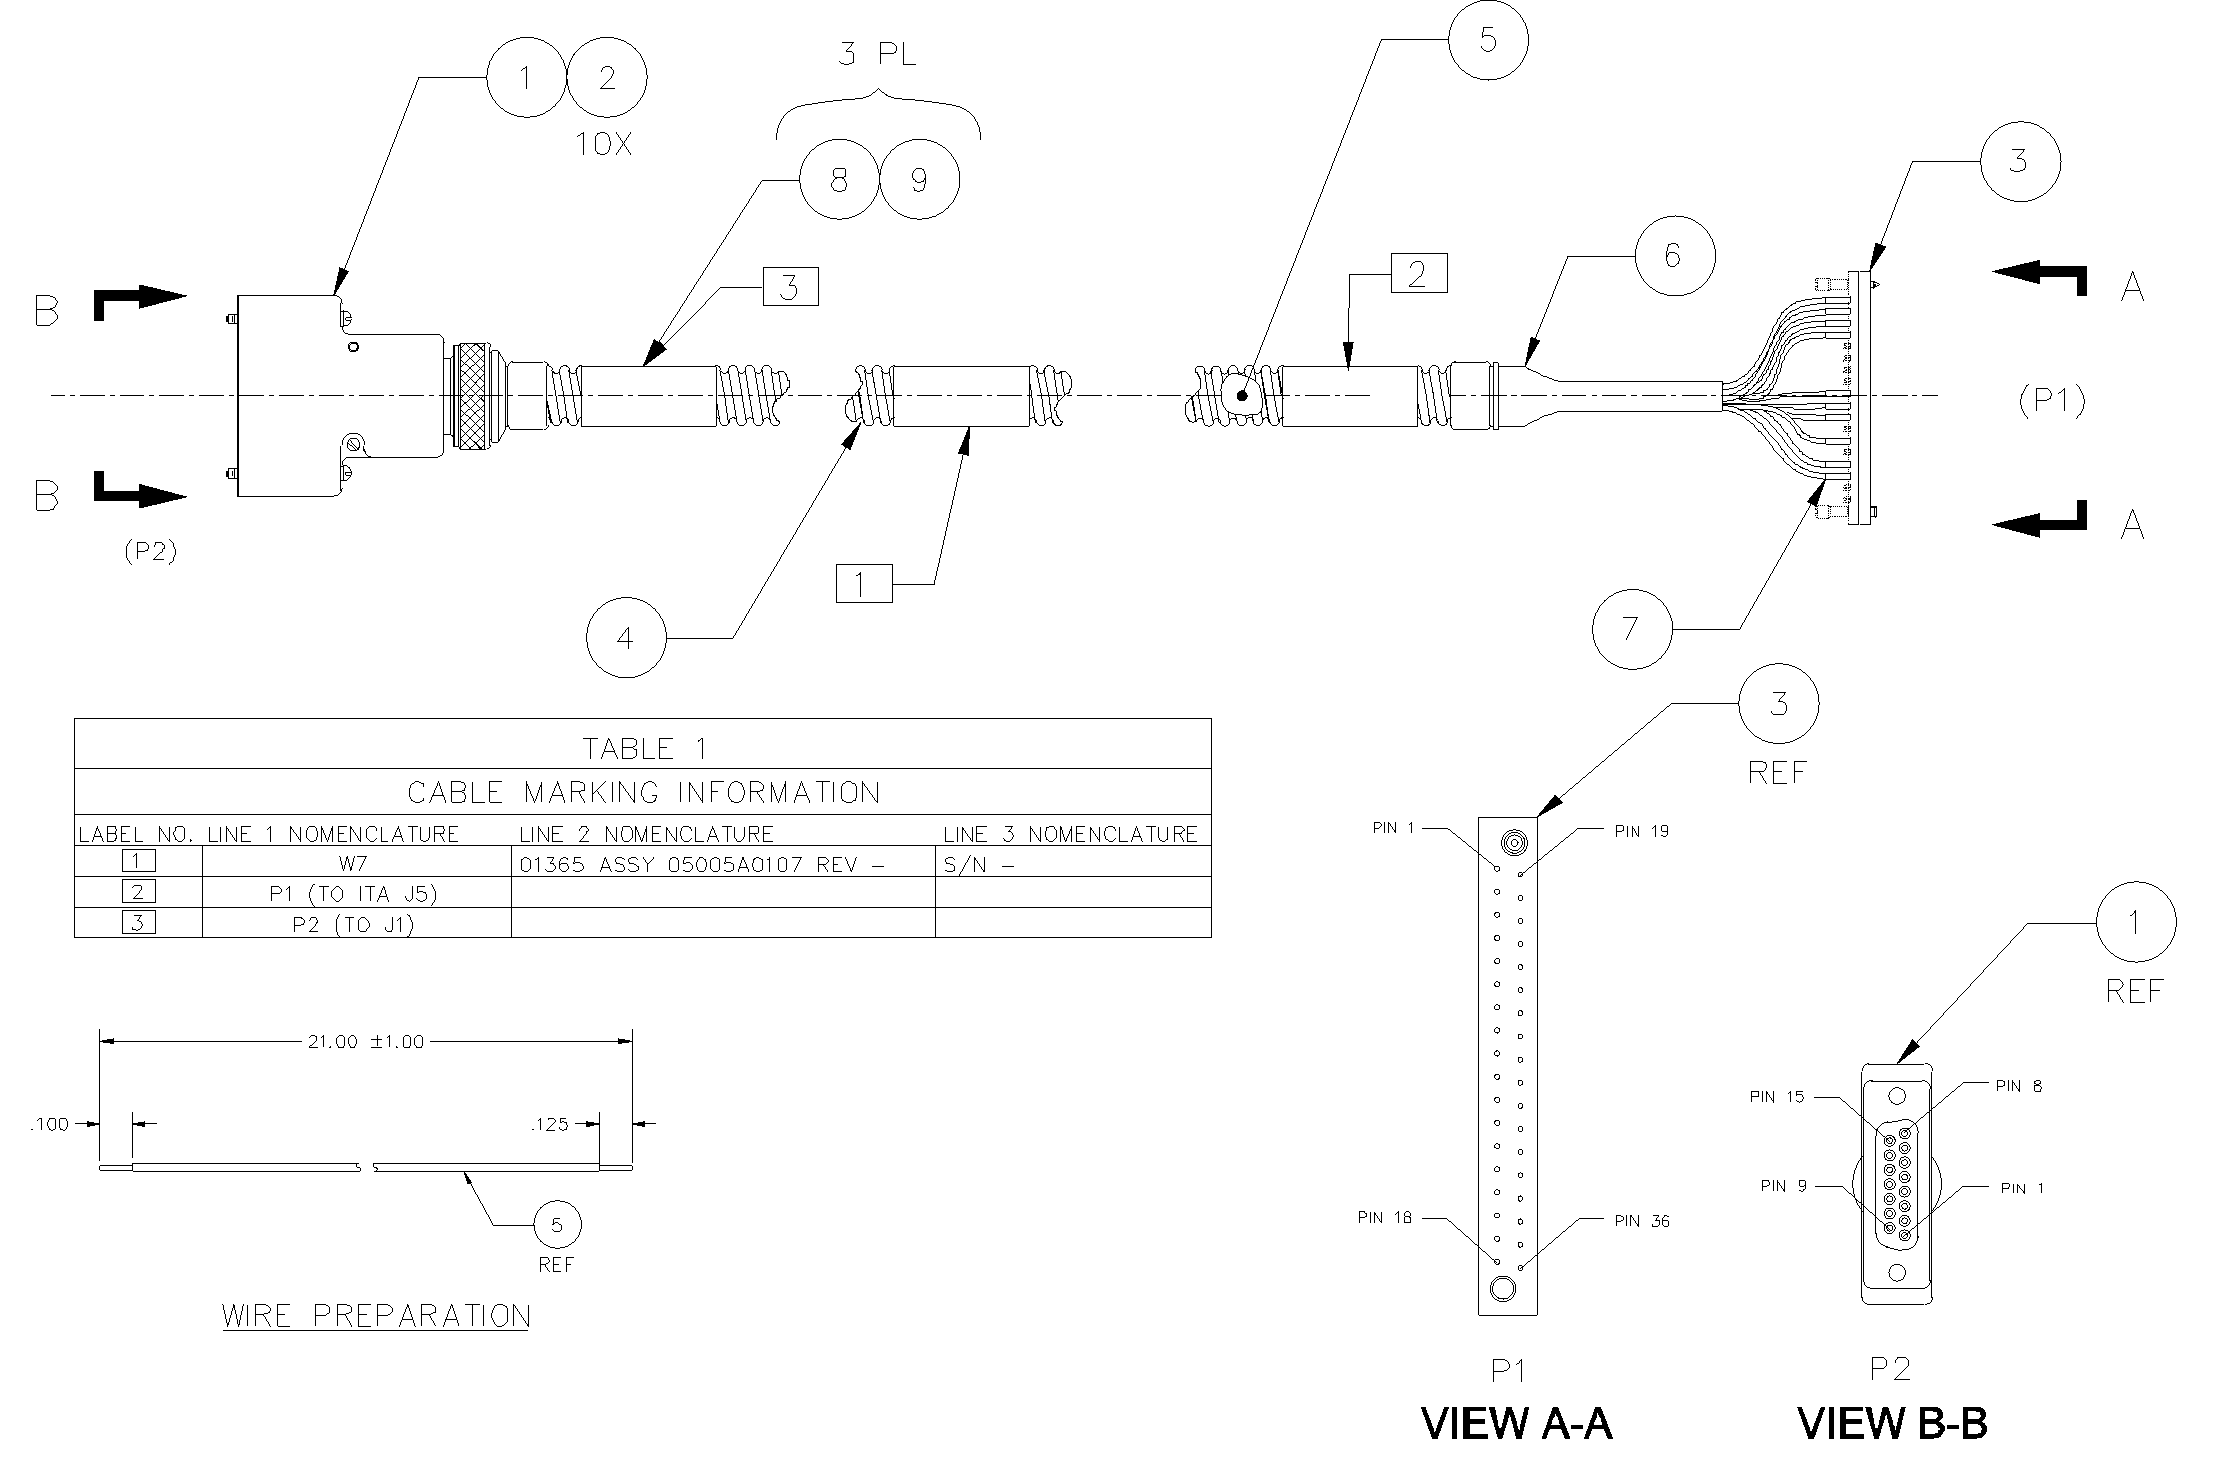 5
3 PL
1 2
10X
3
8 9
6
3
2
B
A
(P1)
B
A
(P2)
1
4
7
3
REF
TABLE 1
CABLE MARKING INFORMATION
LABEL NO. LINE 1 NOMENCLATURE LINE 2 NOMENCLATURE LINE 3 NOMENCLATURE
1 W7 01365 ASSY 05005A0107 REV - S/N -
2 P1 (TO ITA J5)
3 P2 (TO J1)
PIN 1
PIN 19
PIN 18
PIN 36
1
REF
21.00 ±1.00
.100
.125
5
REF
WIRE PREPARATION
PIN 15
PIN 8
PIN 9
PIN 1
P1
VIEW A-A
P2
VIEW B-B